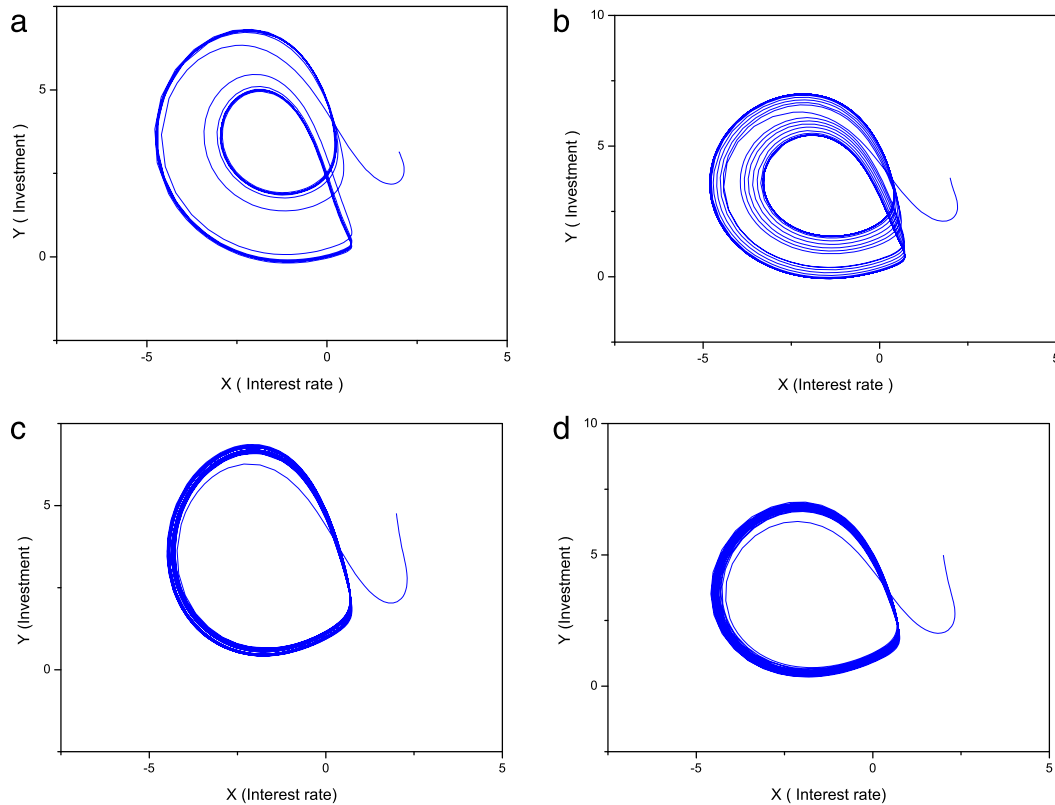 a
5
0
Y ( Investment )
-5
0
5
X ( Interest rate )
b
10
5
0
Y ( Investment )
-5
0
5
X (Interest rate )
c
5
0
Y (Investment )
-5
0
5
X (Interest rate)
d
10
5
0
Y ( Investment )
-5
0
5
X ( Interest rate)